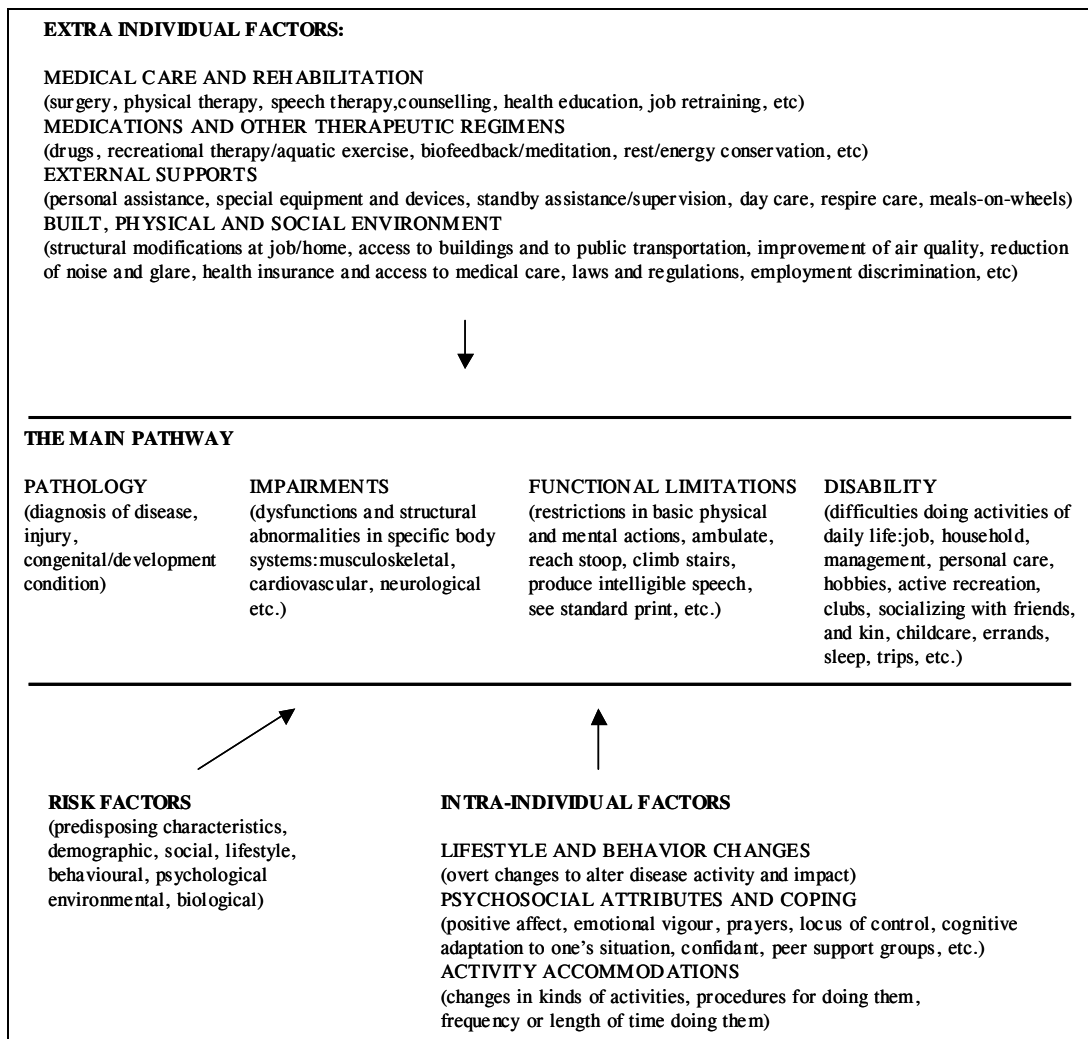 EXTRA INDIVIDUAL FACTORS:
MEDICAL CARE AND REHABILITATION
(surgery, physical therapy, speech therapy,counselling, health education, job retraining, etc)
MEDICATIONS AND OTHER THERAPEUTIC REGIMENS
(drugs, recreational therapy/aquatic exercise, biofeedback/meditation, rest/energy conservation, etc)
EXTERNAL SUPPORTS
(personal assistance, special equipment and devices, standby assistance/supervision, day care, respire care, meals-on-wheels)
BUILT, PHYSICAL AND SOCIAL ENVIRONMENT
(structural modifications at job/home, access to buildings and to public transportation, improvement of air quality, reduction
of noise and glare, health insurance and access to medical care, laws and regulations, employment discrimination, etc)
THE MAIN PATHWAY
PATHOLOGY
(diagnosis of disease,
injury,
congenital/development
condition)
IMPAIRMENTS
(dysfunctions and structural
abnormalities in specific body
systems:musculoskeletal,
cardiovascular, neurological
etc.)
FUNCTIONAL LIMITATIONS
(restrictions in basic physical
and mental actions, ambulate,
reach stoop, climb stairs,
produce intelligible speech,
see standard print, etc.)
DISABILITY
(difficulties doing activities of
daily life:job, household,
management, personal care,
hobbies, active recreation,
clubs, socializing with friends,
and kin, childcare, errands,
sleep, trips, etc.)
RISK FACTORS
(predisposing characteristics,
demographic, social, lifestyle,
behavioural, psychological
environmental, biological)
INTRA-INDIVIDUAL FACTORS
LIFESTYLE AND BEHAVIOR CHANGES
(overt changes to alter disease activity and impact)
PSYCHOSOCIAL ATTRIBUTES AND COPING
(positive affect, emotional vigour, prayers, locus of control, cognitive
adaptation to one's situation, confidant, peer support groups, etc.)
ACTIVITY ACCOMMODATIONS
(changes in kinds of activities, procedures for doing them,
frequency or length of time doing them)